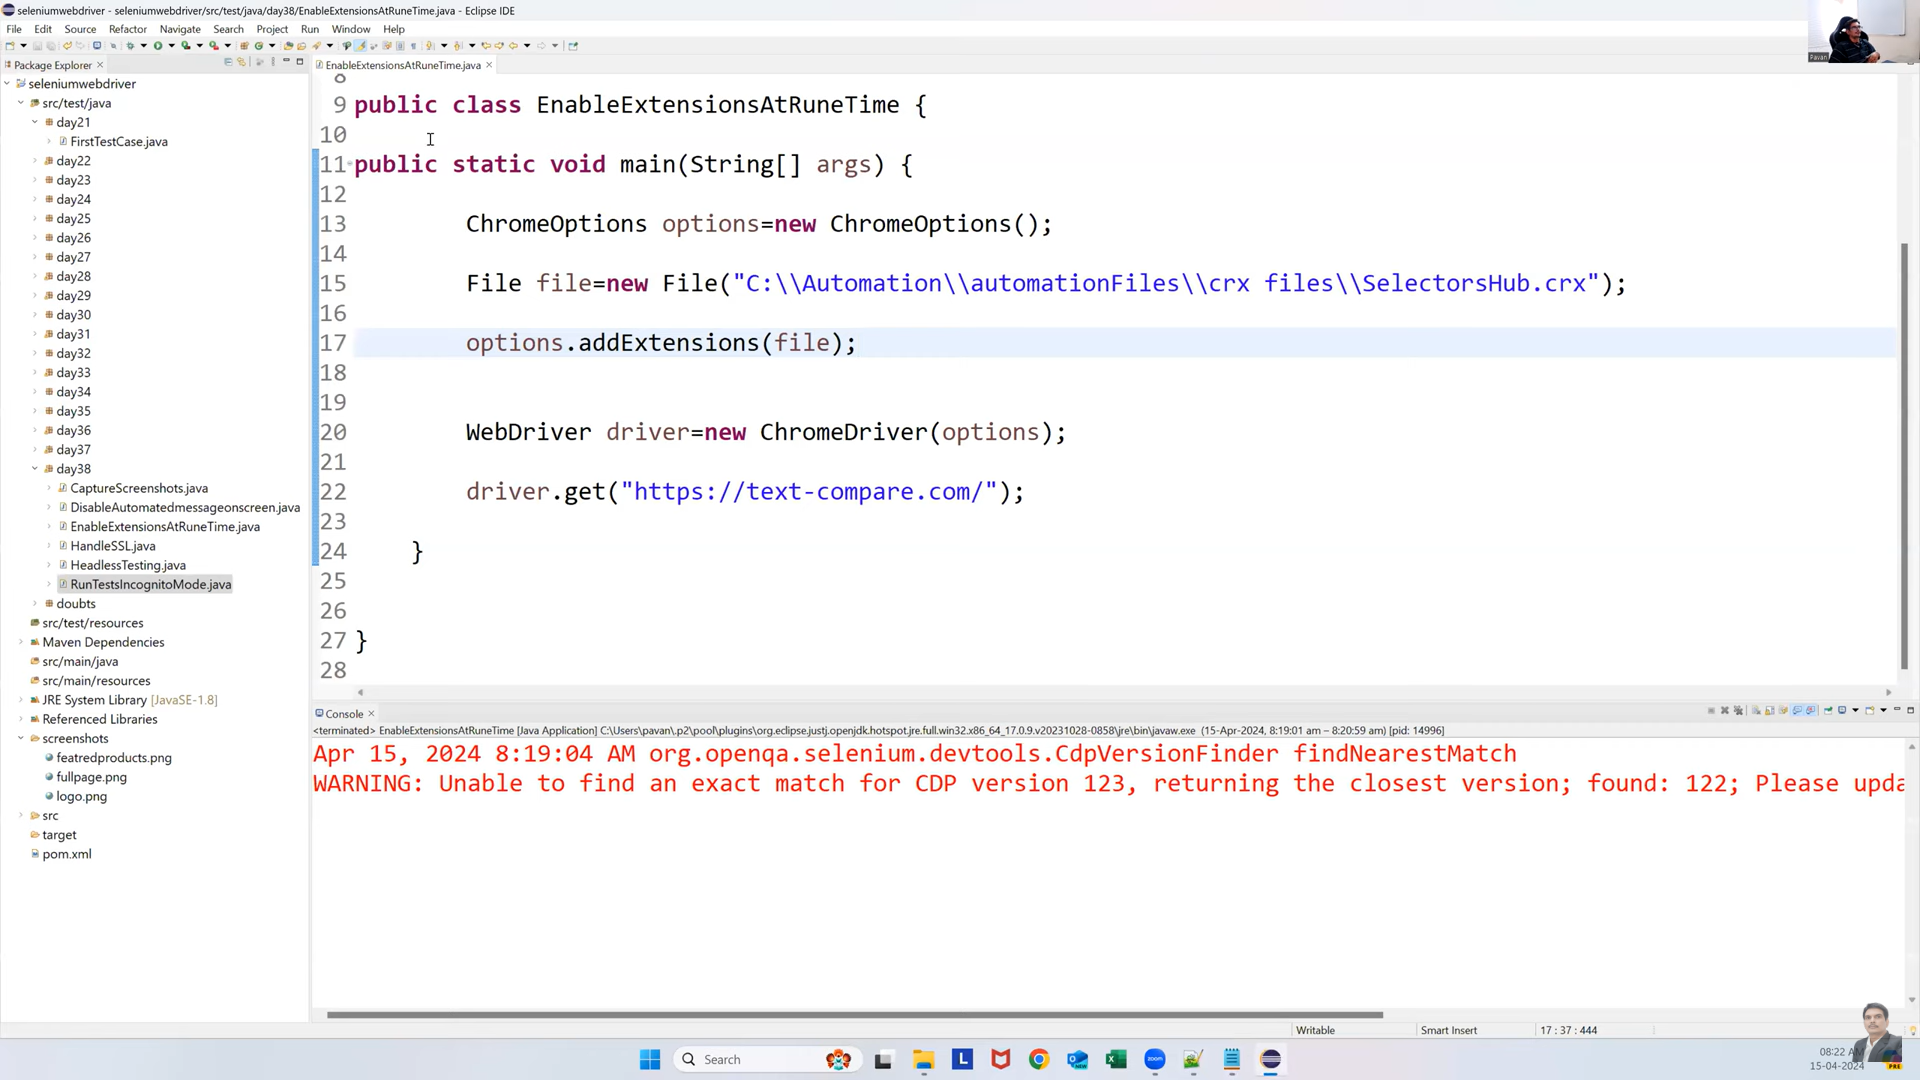 seleniumwebdriver - seleniumwebdriver/src/test/java/day38/EnableExtensionsAtRuneTime.java - Eclipse IDE
File Edit Source Refactor Navigate Search Project Run Window Help
Package Explorer
seleniumwebdriver
src/test/java
day21
FirstTestCase.java
day22
day23
day24
day25
day26
day27
day28
day29
day30
day31
day32
day33
day34
day35
day36
day37
day38
CaptureScreenshots.java
DisableAutomatedmessageonscreen.java
EnableExtensionsAtRuneTime.java
HandleSSL.java
HeadlessTesting.java
RunTestsIncognitoMode.java
doubts
src/test/resources
Maven Dependencies
src/main/java
src/main/resources
JRE System Library [JavaSE-1.8]
Referenced Libraries
screenshots
featredproducts.png
fullpage.png
logo.png
src
target
pom.xml
EnableExtensionsAtRuneTime.java
8
9 public class EnableExtensionsAtRuneTime {
10
11 public static void main(String[] args) {
12
13 ChromeOptions options=new ChromeOptions();
14
15 File file=new File("C:\\Automation\\automationFiles\\crx files\\SelectorsHub.crx");
16
17 options.addExtensions(file);
18
19
20 WebDriver driver=new ChromeDriver(options);
21
22 driver.get("https://text-compare.com/");
23
24 }
25
26
27 }
28
Console
<terminated> EnableExtensionsAtRuneTime [Java Application] C:\Users\pavan\.p2\pool\plugins\org.eclipse.justj.openjdk.hotspot.jre.full.win32.x86_64_17.0.9.v20231028-0858\jre\bin\javaw.exe (15-Apr-2024, 8:19:01 am – 8:20:59 am) [pid: 14996]
Apr 15, 2024 8:19:04 AM org.openqa.selenium.devtools.CdpVersionFinder findNearestMatch
WARNING: Unable to find an exact match for CDP version 123, returning the closest version; found: 122; Please upda
Writable Smart Insert 17 : 37 : 444
Search
08:22 AM
15-04-2024
PRE
Pavan